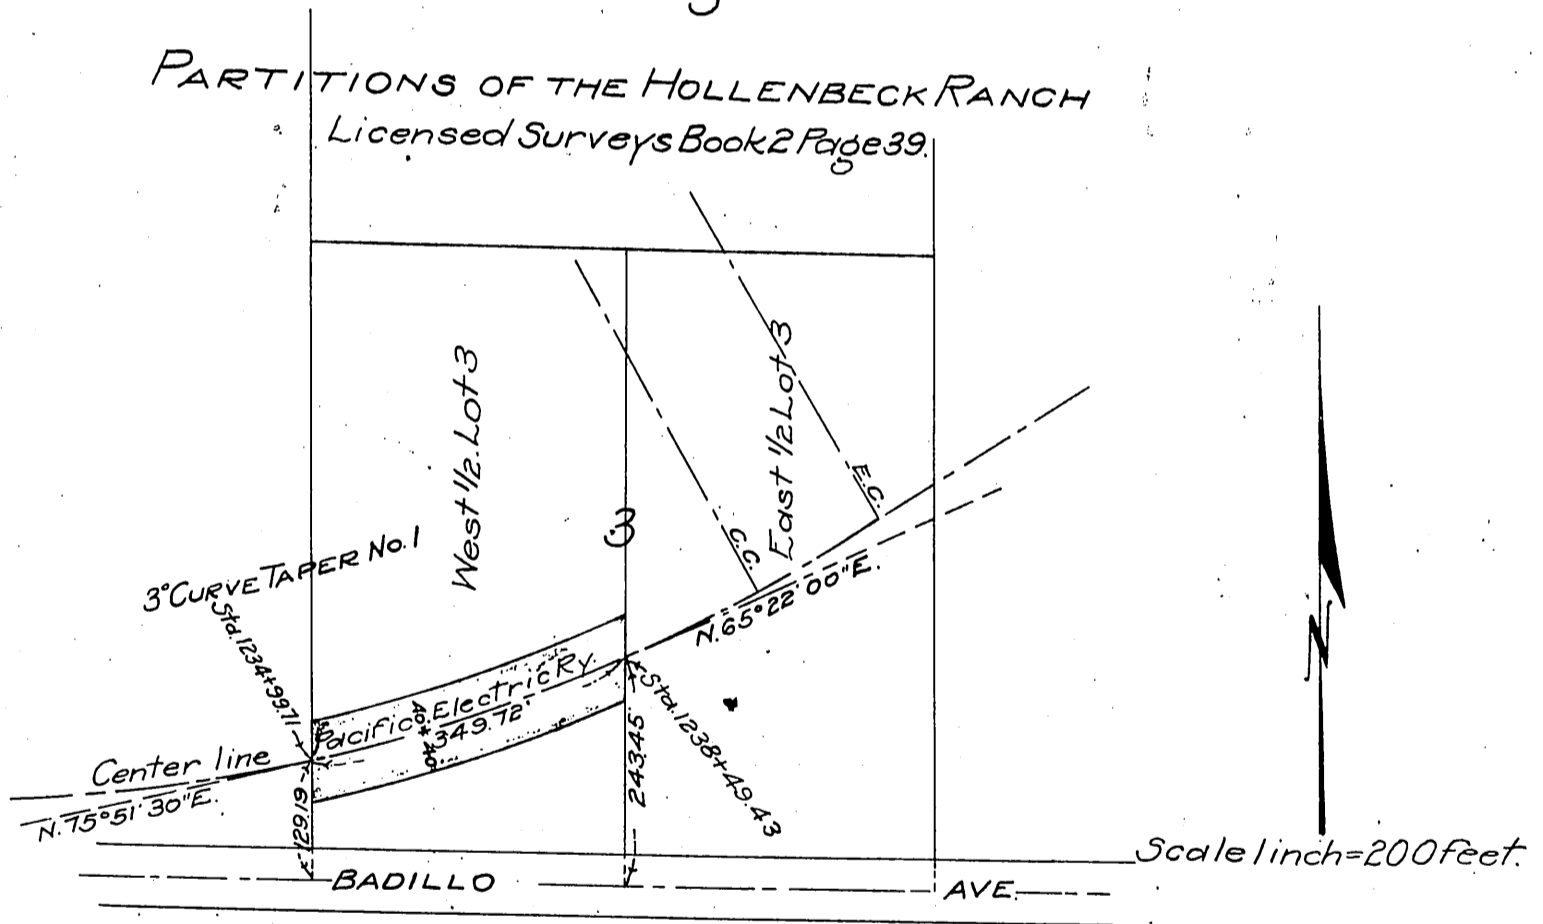 PARTITIONS OF THE HOLLENBECK RANCH
Licensed Surveys Book 2 Page 39.
West 1/2. Lot 3
East 1/2 Lot 3
E.C.
C.C.
(3)
3° CURVE TAPER No. 1
Sta. 1234+99.71
N. 65° 22' 00" E.
Pacific Electric Ry.
349.72'
40' 40'
Sta. 1238+49.43
Center line
N. 75° 51' 30" E.
129.19
243.45
N
Scale 1 inch = 200 feet.
BADILLO AVE.